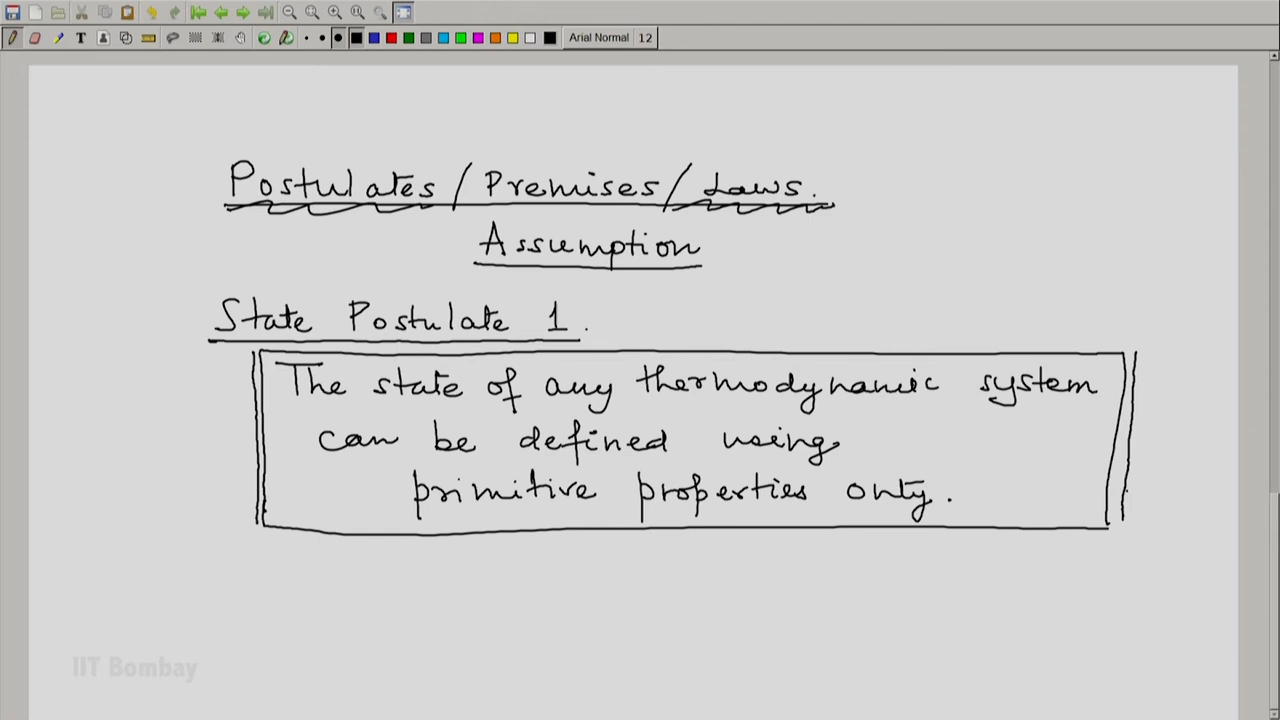 Arial Normal 12
Postulates / Premises / Laws.
Assumption
State Postulate 1.
The state of any thermodynamic system
can be defined using
primitive properties only.
IIT Bombay